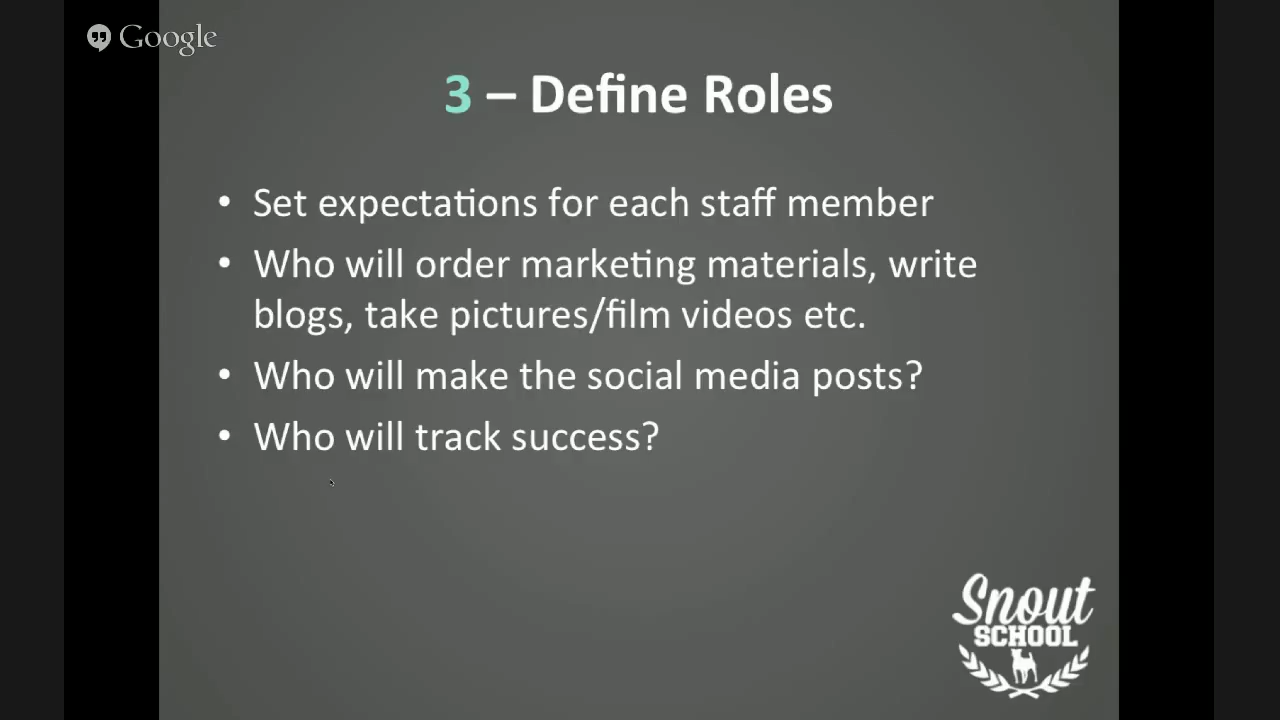 Google
3 – Define Roles
• Set expectations for each staff member
• Who will order marketing materials, write
blogs, take pictures/film videos etc.
• Who will make the social media posts?
• Who will track success?
Snout
SCHOOL